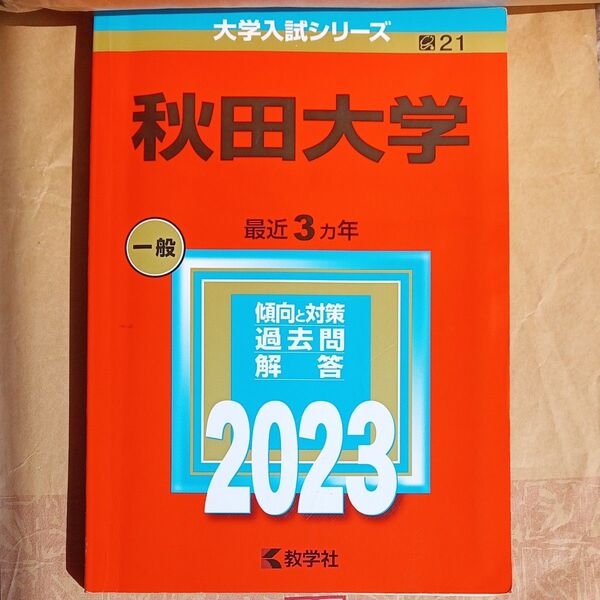 大学入試シリーズ
21
秋田大学
最近3カ年
一般
傾向と対策
過去問
解答
2023
教学社